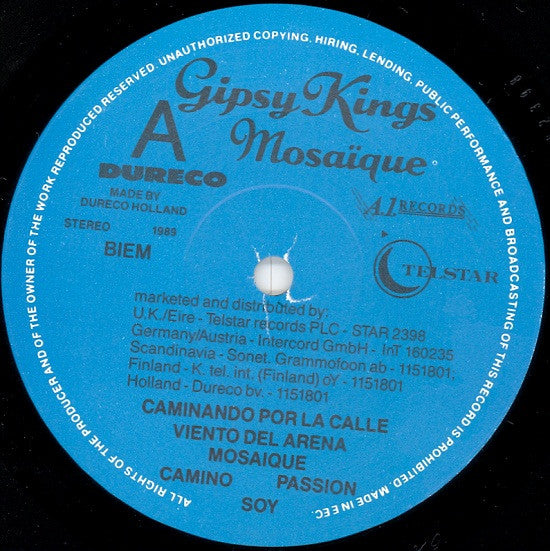 ALL RIGHTS OF THE PRODUCER AND OF THE OWNER OF THE WORK REPRODUCED RESERVED. UNAUTHORIZED COPYING. HIRING. LENDING. PUBLIC PERFORMANCE AND BROADCASTING OF THIS RECORD IS PROHIBITED. MADE IN EEC.
Gipsy Kings
Mosaïque
A
DURECO
MADE BY
DURECO HOLLAND
STEREO 1989
BIEM
A1 RECORDS
TELSTAR
marketed and distributed by:
U.K./Eire - Telstar records PLC - STAR 2398
Germany/Austria - Intercord GmbH - INT 160235
Scandinavia - Sonet. Grammofoon ab - 1151801,
Finland - K. tel. int. (Finland) oY - 1151801
Holland - Dureco bv. - 1151801
CAMINANDO POR LA CALLE
VIENTO DEL ARENA
MOSAIQUE
CAMINO PASSION
SOY